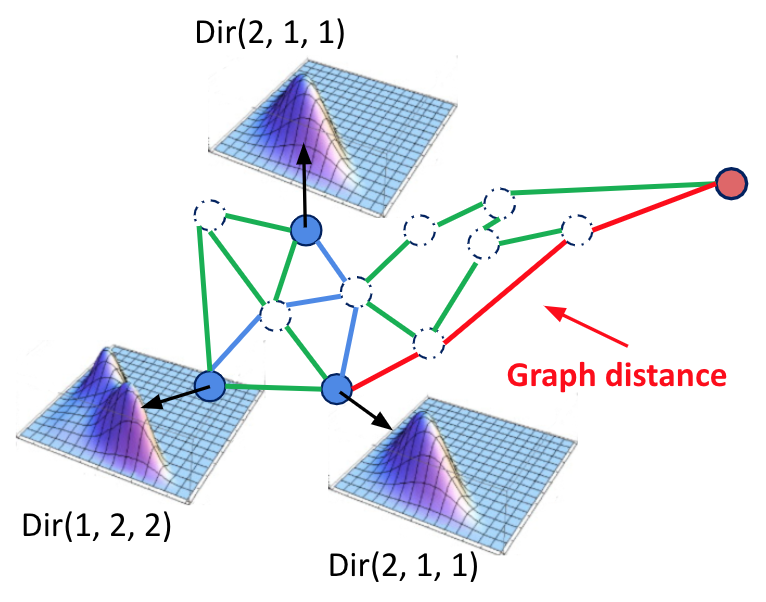 Dir(2, 1, 1)
Graph distance
Dir(1, 2, 2)
Dir(2, 1, 1)